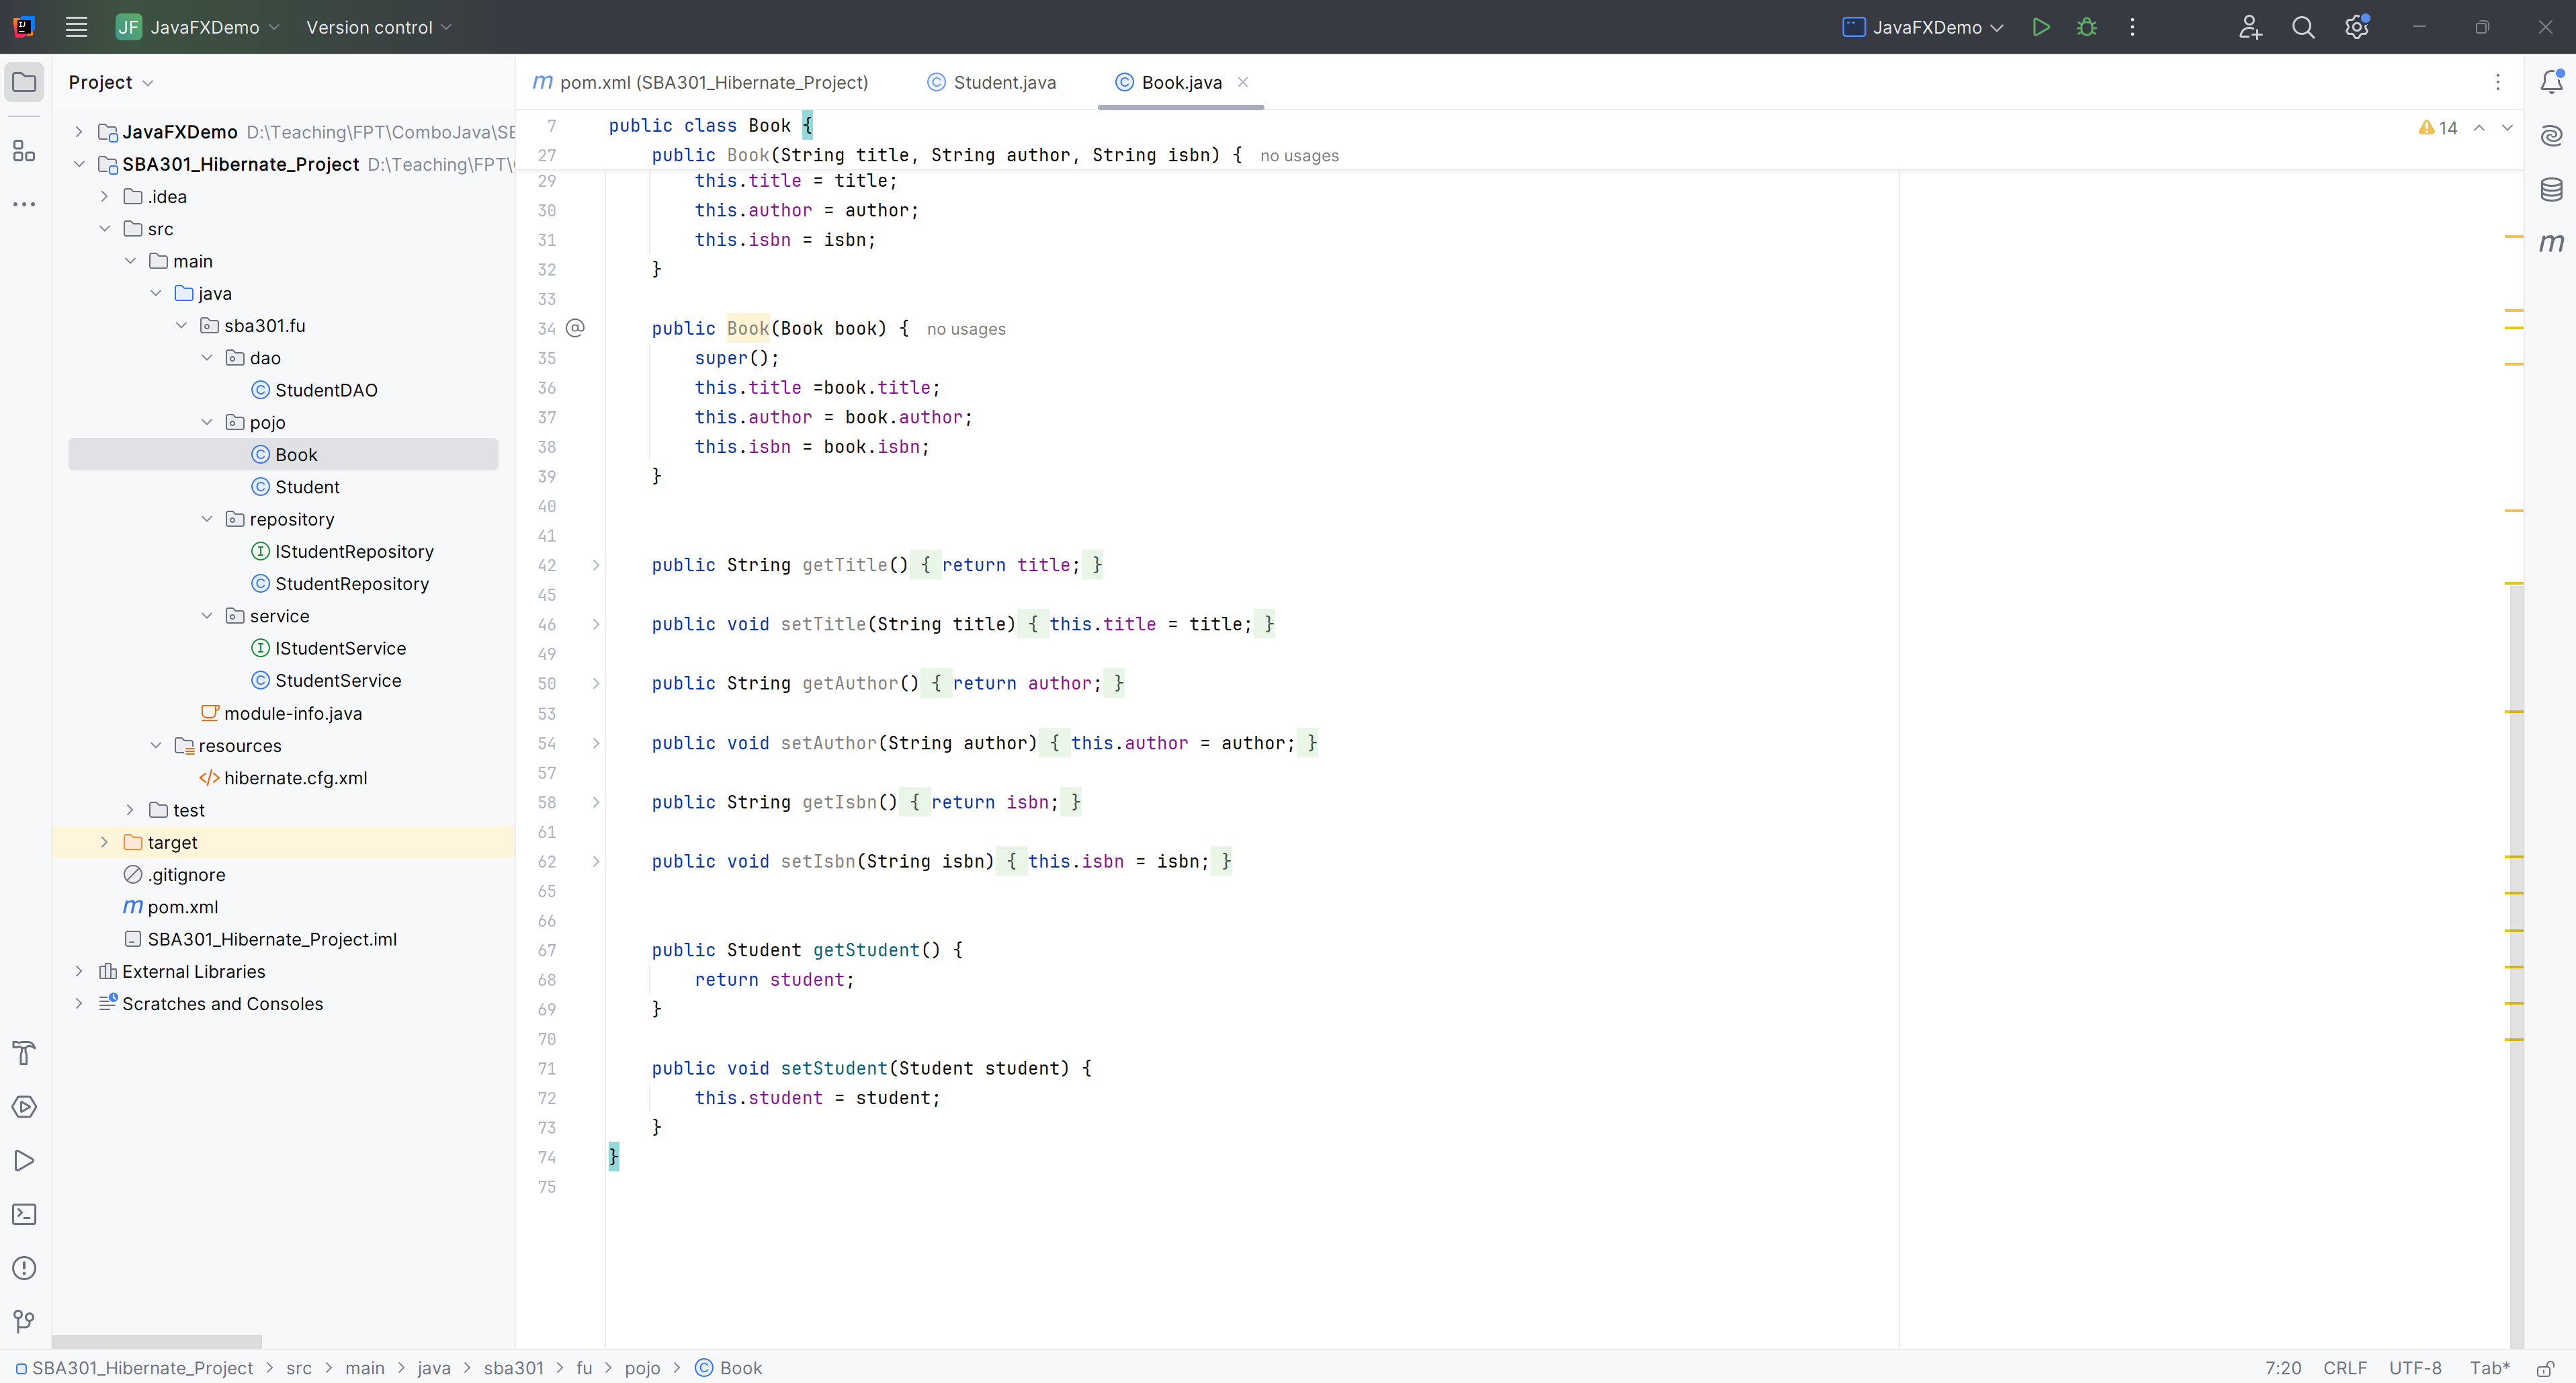 JF JavaFXDemo Version control JavaFXDemo
Project
JavaFXDemo D:\Teaching\FPT\ComboJava\SE
SBA301_Hibernate_Project D:\Teaching\FPT\
.idea
src
main
java
sba301.fu
dao
StudentDAO
pojo
Book
Student
repository
IStudentRepository
StudentRepository
service
IStudentService
StudentService
module-info.java
resources
hibernate.cfg.xml
test
target
.gitignore
pom.xml
SBA301_Hibernate_Project.iml
External Libraries
Scratches and Consoles
pom.xml (SBA301_Hibernate_Project) Student.java Book.java
14
7 public class Book {
27 public Book(String title, String author, String isbn) { no usages
29 this.title = title;
30 this.author = author;
31 this.isbn = isbn;
32 }
33
34 @ public Book(Book book) { no usages
35 super();
36 this.title =book.title;
37 this.author = book.author;
38 this.isbn = book.isbn;
39 }
40
41
42 public String getTitle() { return title; }
45
46 public void setTitle(String title) { this.title = title; }
49
50 public String getAuthor() { return author; }
53
54 public void setAuthor(String author) { this.author = author; }
57
58 public String getIsbn() { return isbn; }
61
62 public void setIsbn(String isbn) { this.isbn = isbn; }
65
66
67 public Student getStudent() {
68 return student;
69 }
70
71 public void setStudent(Student student) {
72 this.student = student;
73 }
74 }
75
SBA301_Hibernate_Project > src > main > java > sba301 > fu > pojo > Book 7:20 CRLF UTF-8 Tab*